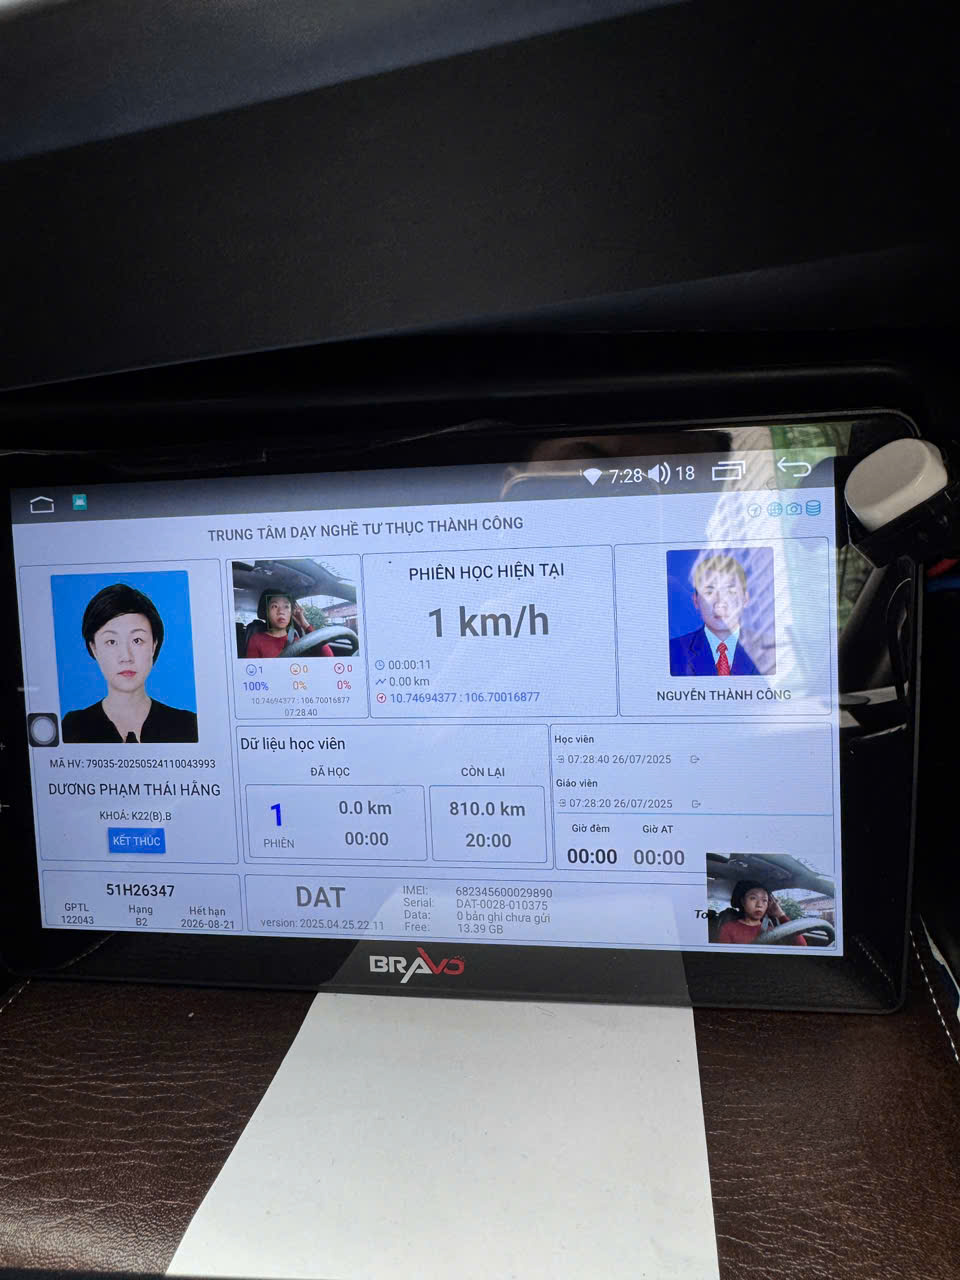 7:28 18
TRUNG TÂM DẠY NGHỀ TƯ THỤC THÀNH CÔNG
MÃ HV: 79035-20250524110043993
DƯƠNG PHẠM THÁI HẰNG
KHOÁ: K22(B).B
KẾT THÚC
1 0 0
100% 0% 0%
10.74694377 : 106.70016877
07:28:40
PHIÊN HỌC HIỆN TẠI
1 km/h
00:00:11
0.00 km
10.74694377 : 106.70016877
NGUYỄN THÀNH CÔNG
Dữ liệu học viên
ĐÃ HỌC
CÒN LẠI
1
PHIÊN
0.0 km
00:00
810.0 km
20:00
Học viên
07:28:40 26/07/2025
Giáo viên
07:28:20 26/07/2025
Giờ đêm
Giờ AT
00:00
00:00
51H26347
GPTL
122043
Hạng
B2
Hết hạn
2026-08-21
DAT
version: 2025.04.25.22.11
IMEI: 682345600029890
Serial: DAT-0028-010375
Data: 0 bản ghi chưa gửi
Free: 13.39 GB
BRAVO